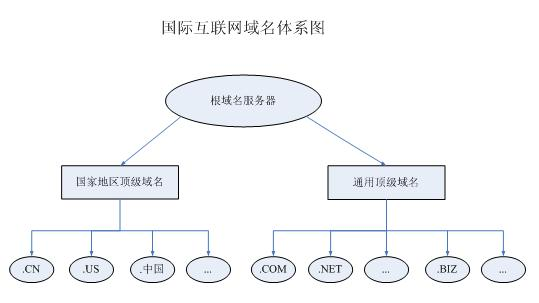 国际互联网域名体系图
根域名服务器
国家地区顶级域名
通用顶级域名
.CN
.US
.中国
...
.COM
.NET
...
.BIZ
...